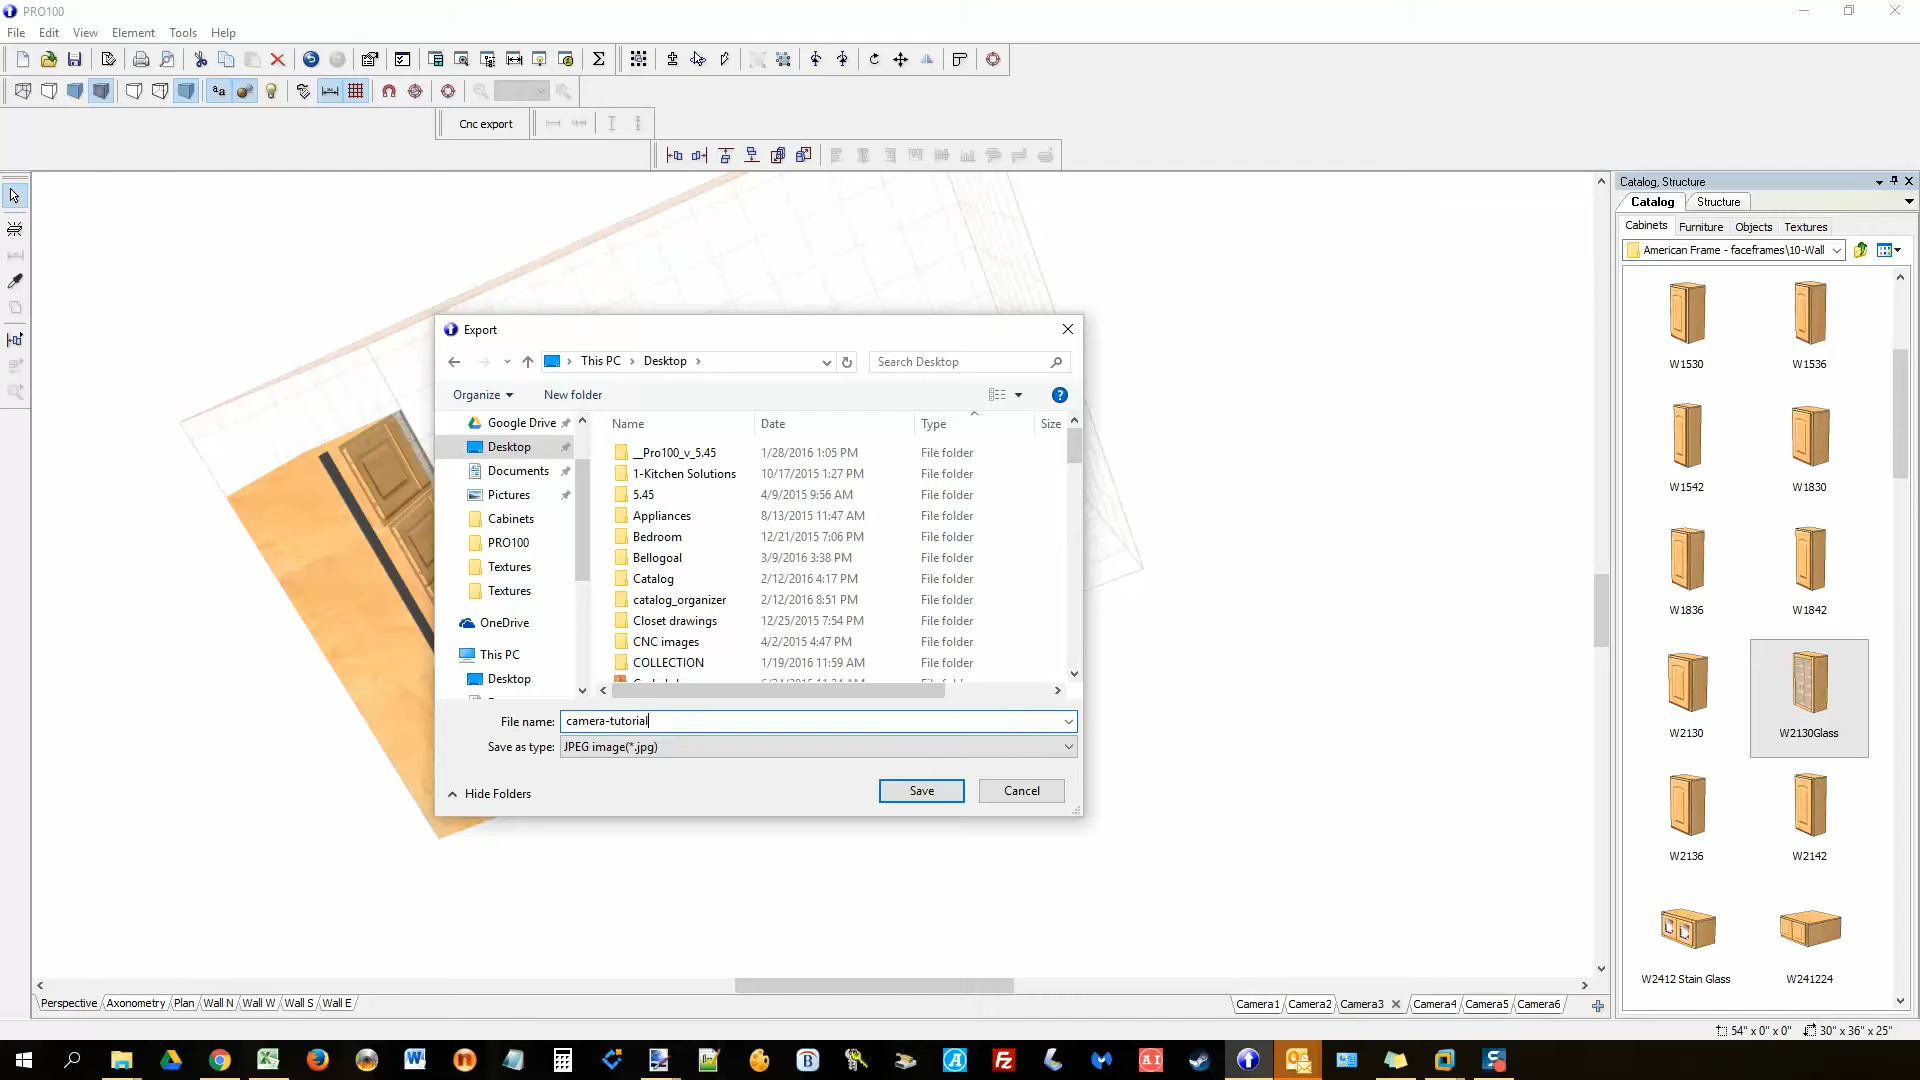 PRO100
File Edit View Element Tools Help
Cnc export
Catalog, Structure
Catalog Structure
Cabinets Furniture Objects Textures
American Frame - faceframes\10-Wall
W1530 W1536
W1542 W1830
W1836 W1842
W2130 W2130Glass
W2136 W2142
W2412 Stain Glass W241224
Export
This PC Desktop
Search Desktop
Organize New folder
Name Date Type Size
Google Drive
Desktop
Documents
Pictures
Cabinets
PRO100
Textures
Textures
OneDrive
This PC
Desktop
__Pro100_v_5.45 1/28/2016 1:05 PM File folder
1-Kitchen Solutions 10/17/2015 1:27 PM File folder
5.45 4/9/2015 9:56 AM File folder
Appliances 8/13/2015 11:47 AM File folder
Bedroom 12/21/2015 7:06 PM File folder
Bellogoal 3/9/2016 3:38 PM File folder
Catalog 2/12/2016 4:17 PM File folder
catalog_organizer 2/12/2016 8:51 PM File folder
Closet drawings 12/25/2015 7:54 PM File folder
CNC images 4/2/2015 4:47 PM File folder
COLLECTION 1/19/2016 11:59 AM File folder
File name: camera-tutorial
Save as type: JPEG image(*.jpg)
Hide Folders
Save Cancel
Perspective Axonometry Plan Wall N Wall W Wall S Wall E
Camera1 Camera2 Camera3 Camera4 Camera5 Camera6
54" x 0" x 0" 30" x 36" x 25"